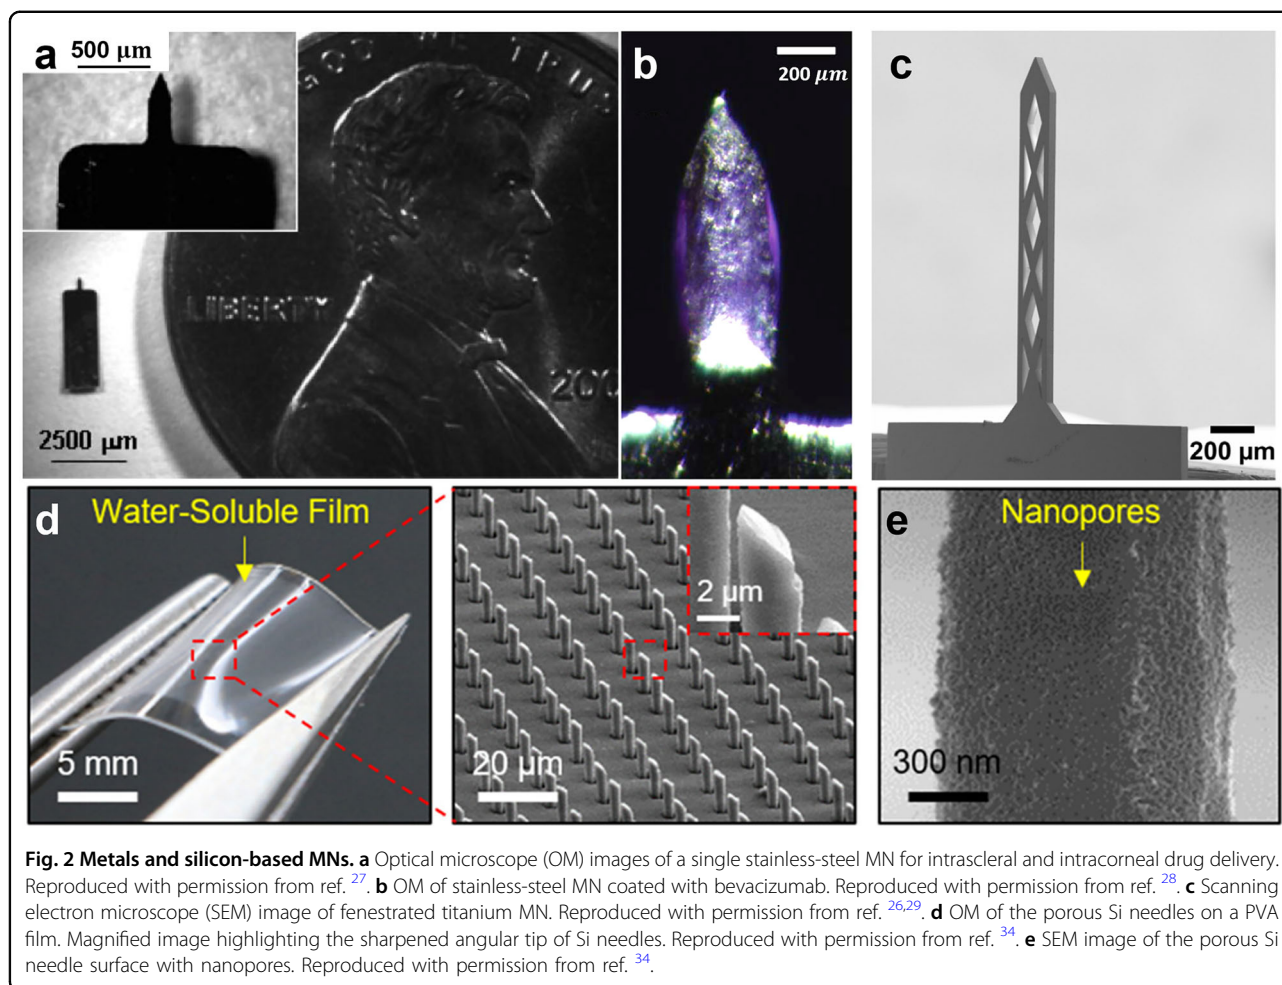 a
500 µm
GOD WE TRUS
LIBERTY
200
2500 µm
b
200 µm
c
200 µm
d
Water-Soluble Film
5 mm
2 µm
20 µm
e
Nanopores
300 nm
Fig. 2 Metals and silicon-based MNs. a Optical microscope (OM) images of a single stainless-steel MN for intrascleral and intracorneal drug delivery.
Reproduced with permission from ref. 27. b OM of stainless-steel MN coated with bevacizumab. Reproduced with permission from ref. 28. c Scanning
electron microscope (SEM) image of fenestrated titanium MN. Reproduced with permission from ref. 26,29. d OM of the porous Si needles on a PVA
film. Magnified image highlighting the sharpened angular tip of Si needles. Reproduced with permission from ref. 34. e SEM image of the porous Si
needle surface with nanopores. Reproduced with permission from ref. 34.